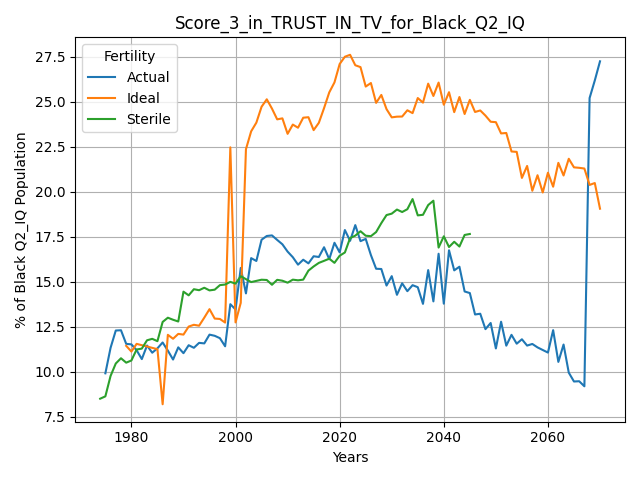 Score_3_in_TRUST_IN_TV_for_Black_Q2_IQ
Fertility
Actual
Ideal
Sterile
27.5
25.0
22.5
20.0
17.5
15.0
12.5
10.0
7.5
% of Black Q2_IQ Population
1980
2000
2020
2040
2060
Years